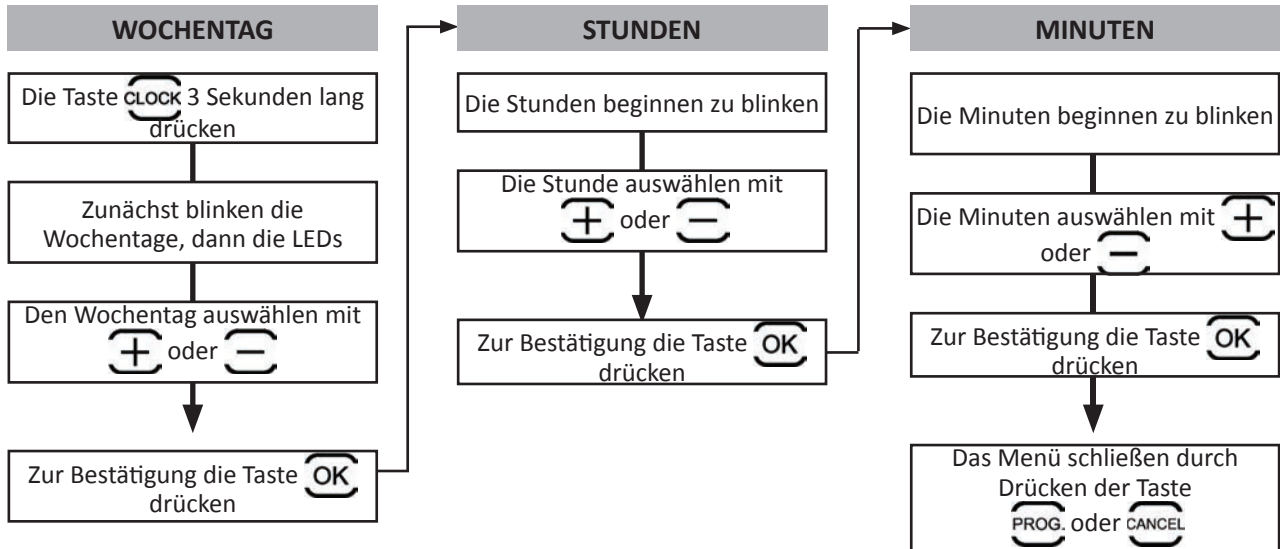 WOCHENTAG
Die Taste CLOCK 3 Sekunden lang
drücken
Zunächst blinken die
Wochentage, dann die LEDs
Den Wochentag auswählen mit
+ oder −
Zur Bestätigung die Taste OK
drücken
STUNDEN
Die Stunden beginnen zu blinken
Die Stunde auswählen mit
+ oder −
Zur Bestätigung die Taste OK
drücken
MINUTEN
Die Minuten beginnen zu blinken
Die Minuten auswählen mit +
oder −
Zur Bestätigung die Taste OK
drücken
Das Menü schließen durch
Drücken der Taste
PROG. oder CANCEL